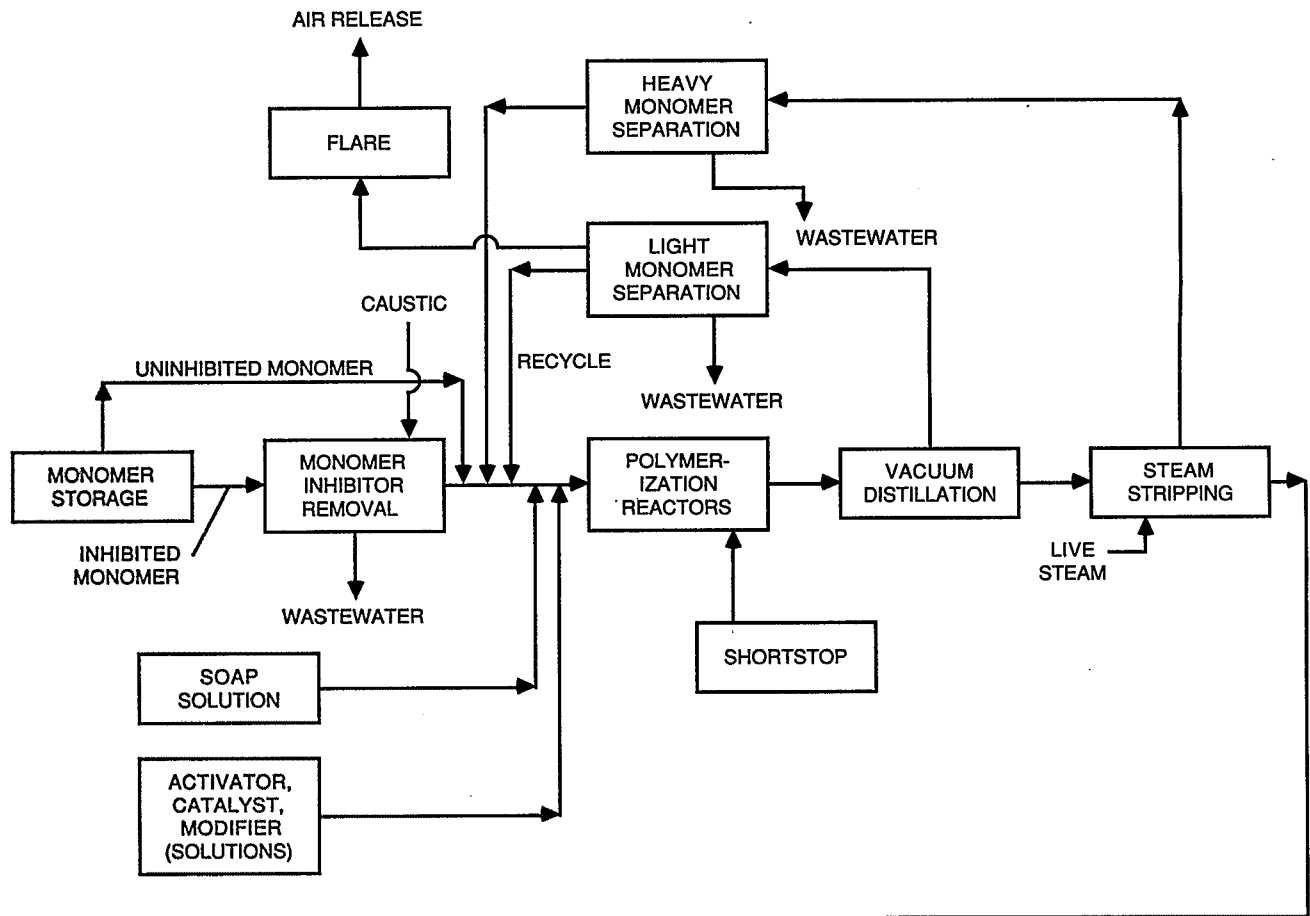 AIR RELEASE
FLARE
HEAVY
MONOMER
SEPARATION
WASTEWATER
LIGHT
MONOMER
SEPARATION
CAUSTIC
UNINHIBITED MONOMER
RECYCLE
WASTEWATER
MONOMER
STORAGE
MONOMER
INHIBITOR
REMOVAL
POLYMER-
IZATION
REACTORS
VACUUM
DISTILLATION
STEAM
STRIPPING
INHIBITED
MONOMER
LIVE
STEAM
WASTEWATER
SHORTSTOP
SOAP
SOLUTION
ACTIVATOR,
CATALYST,
MODIFIER
(SOLUTIONS)